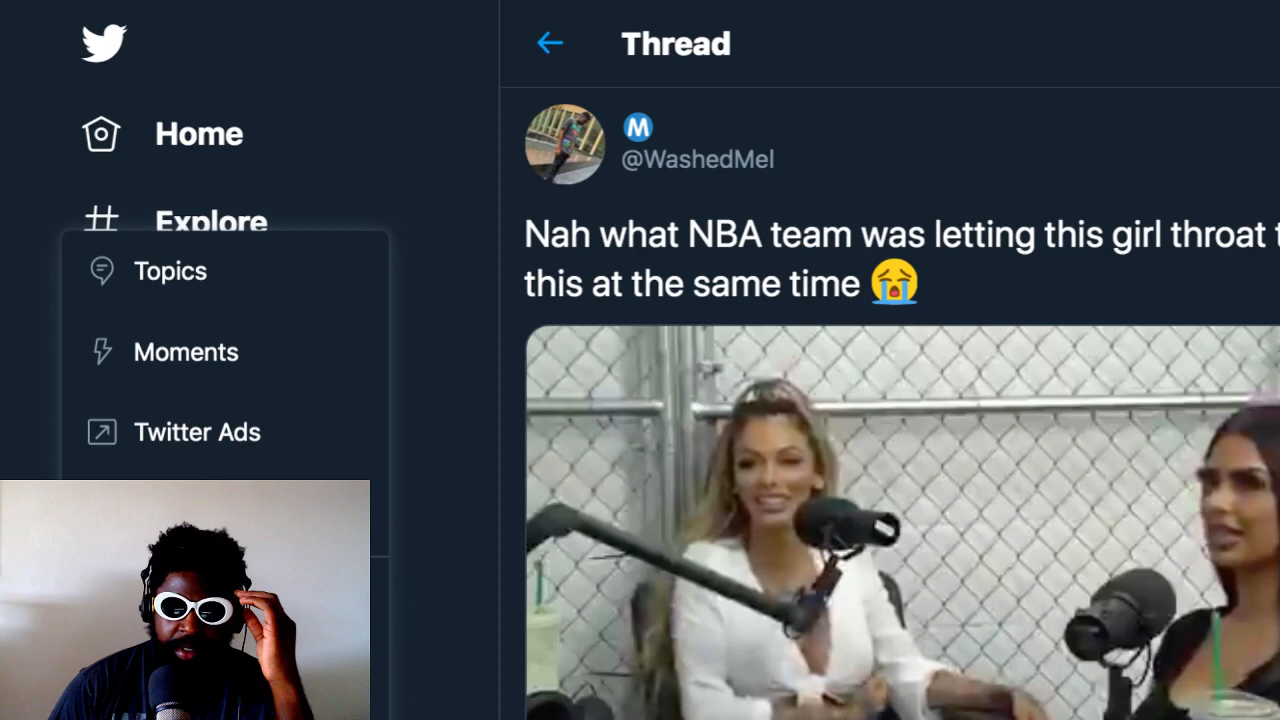 Thread
Home
M
@WashedMel
Explore
Nah what NBA team was letting this girl throat
this at the same time 😭
Topics
Moments
Twitter Ads